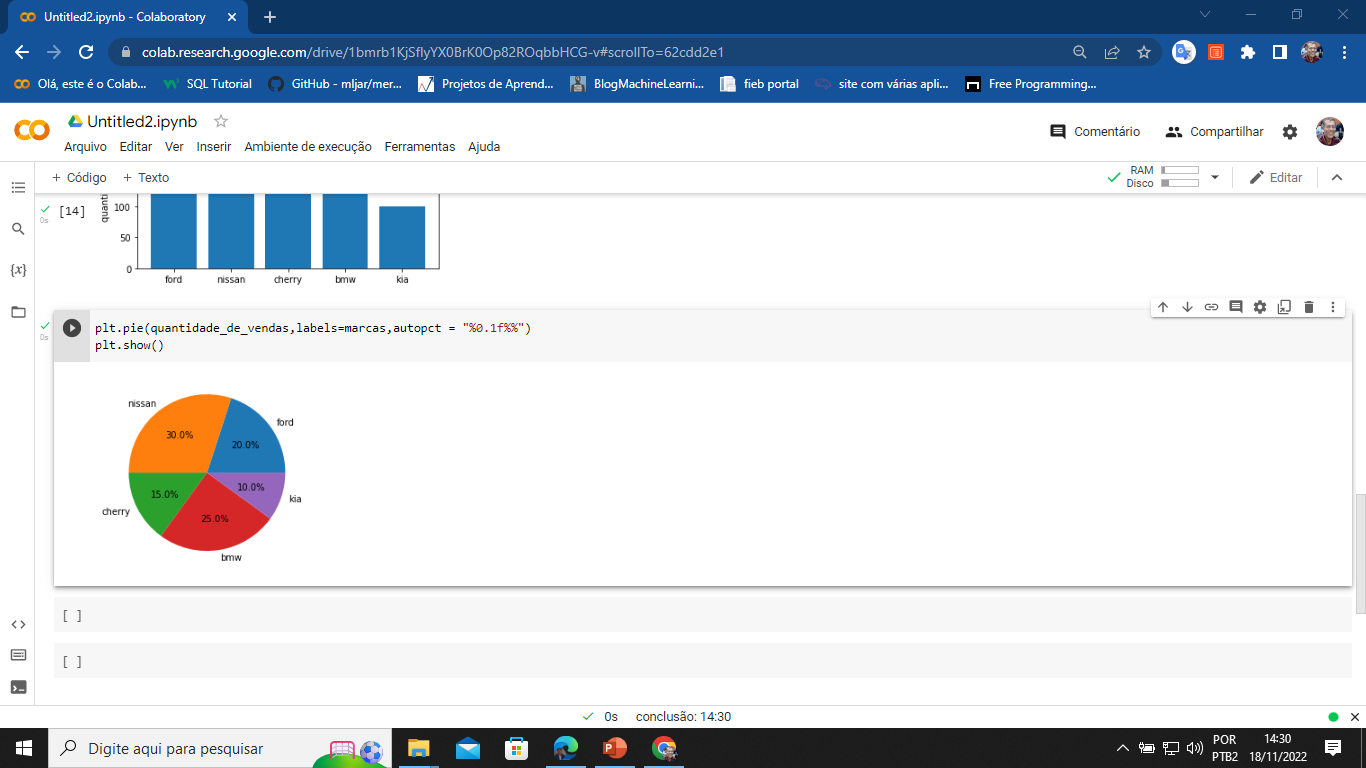 Untitled2.ipynb - Colaboratory
colab.research.google.com/drive/1bmrb1KjSflyYX0BrK0Op82ROqbbHCG-v#scrollTo=62cdd2e1
Olá, este é o Colab... SQL Tutorial GitHub - mljar/mer... Projetos de Aprend... BlogMachineLearni... fieb portal site com várias apli... Free Programming...
Untitled2.ipynb
Comentário Compartilhar
Arquivo Editar Ver Inserir Ambiente de execução Ferramentas Ajuda
+ Código + Texto
RAM
Disco
Editar
[14]
0s
quanti
100
50
0
ford nissan cherry bmw kia
0s
plt.pie(quantidade_de_vendas,labels=marcas,autopct = "%0.1f%%")
plt.show()
nissan
ford
30.0%
20.0%
15.0%
10.0%
kia
cherry
25.0%
bmw
[ ]
[ ]
0s conclusão: 14:30
Digite aqui para pesquisar
POR
PTB2
14:30
18/11/2022